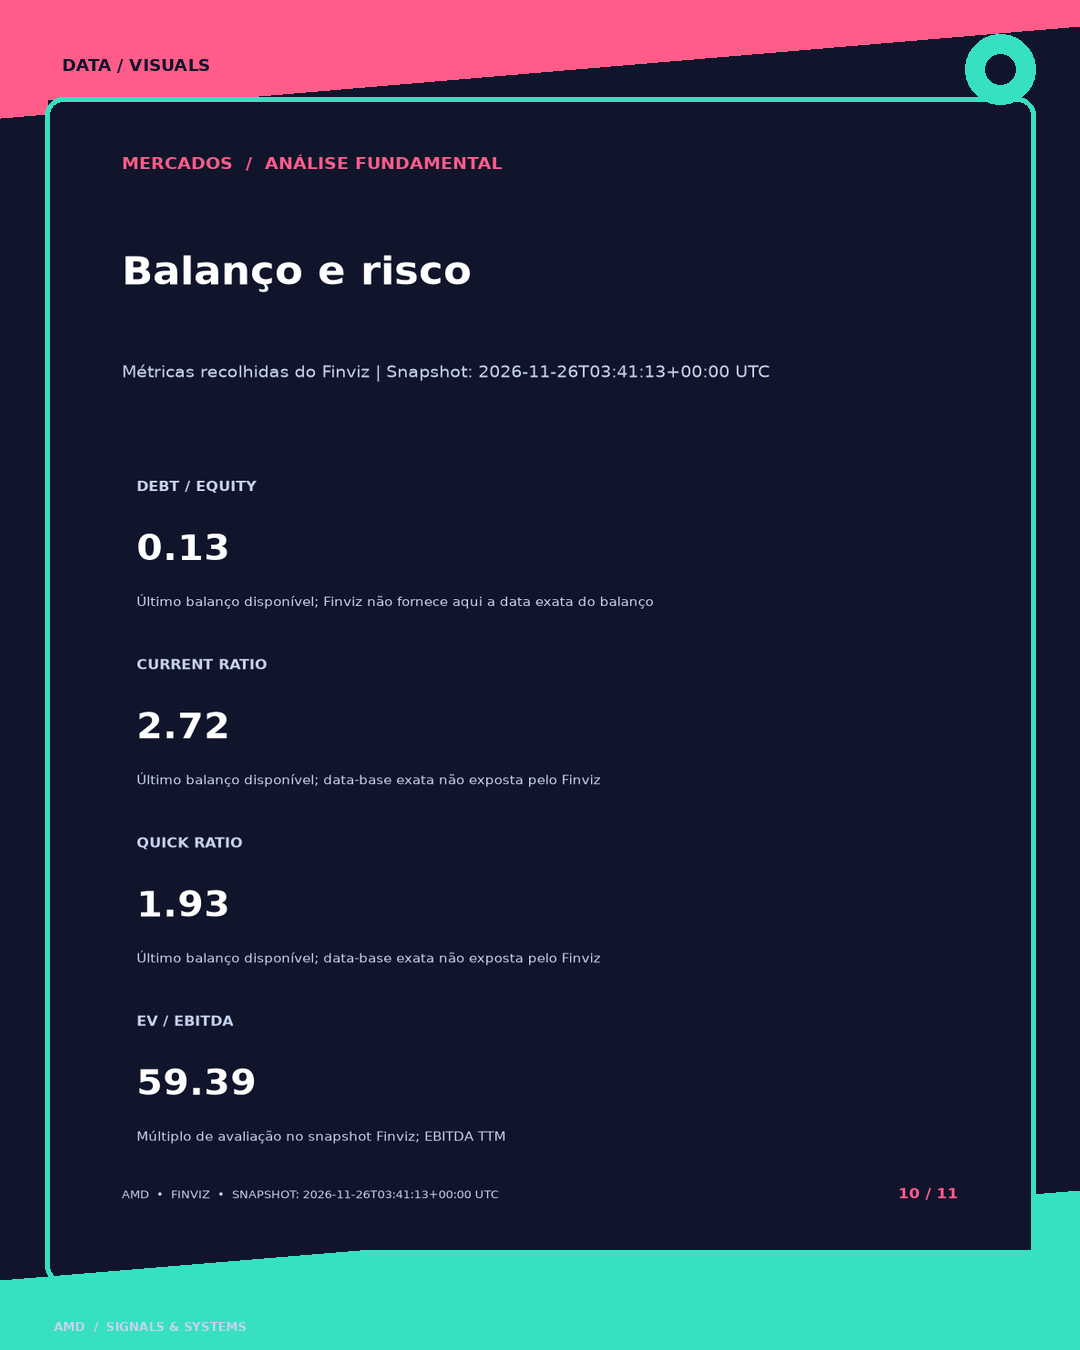 DATA / VISUALS
MERCADOS / ANÁLISE FUNDAMENTAL
Balanço e risco
Métricas recolhidas do Finviz | Snapshot: 2026-11-26T03:41:13+00:00 UTC
DEBT / EQUITY
0.13
Último balanço disponível; Finviz não fornece aqui a data exata do balanço
CURRENT RATIO
2.72
Último balanço disponível; data-base exata não exposta pelo Finviz
QUICK RATIO
1.93
Último balanço disponível; data-base exata não exposta pelo Finviz
EV / EBITDA
59.39
Múltiplo de avaliação no snapshot Finviz; EBITDA TTM
AMD • FINVIZ • SNAPSHOT: 2026-11-26T03:41:13+00:00 UTC
10 / 11
AMD / SIGNALS & SYSTEMS